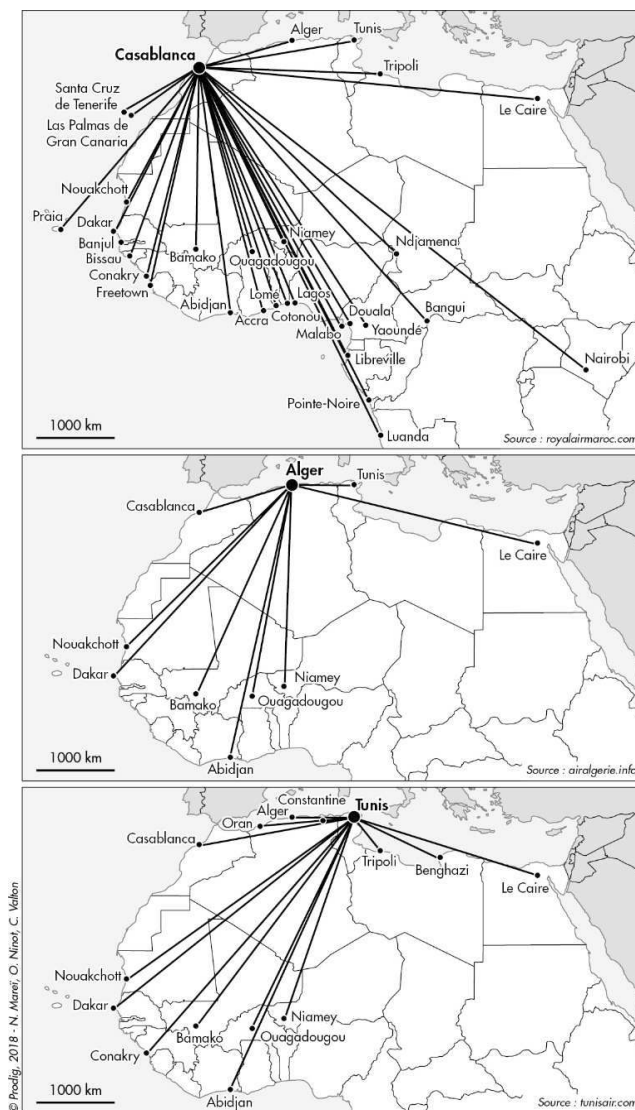 Alger
Tunis
Casablanca
Tripoli
Le Caire
Santa Cruz
de Tenerife
Las Palmas de
Gran Canaria
Nouakchott
Praia
Dakar
Banjul
Bissau
Conakry
Freetown
Bamako
Niamey
Ouagadougou
Ndjamena
Abidjan
Accra
Lomé
Cotonou
Lagos
Malabo
Douala
Yaoundé
Bangui
Libreville
Nairobi
Pointe-Noire
Luanda
1000 km
Source : royalairmaroc.com
Alger
Tunis
Casablanca
Le Caire
Nouakchott
Dakar
Bamako
Niamey
Ouagadougou
Abidjan
1000 km
Source : airalgerie.info
Constantine
Alger
Tunis
Oran
Casablanca
Tripoli
Benghazi
Le Caire
Nouakchott
Dakar
Conakry
Bamako
Niamey
Ouagadougou
Abidjan
1000 km
Source : tunisair.com
© Prodig, 2018 - N. Mareï, O. Ninot, C. Valton